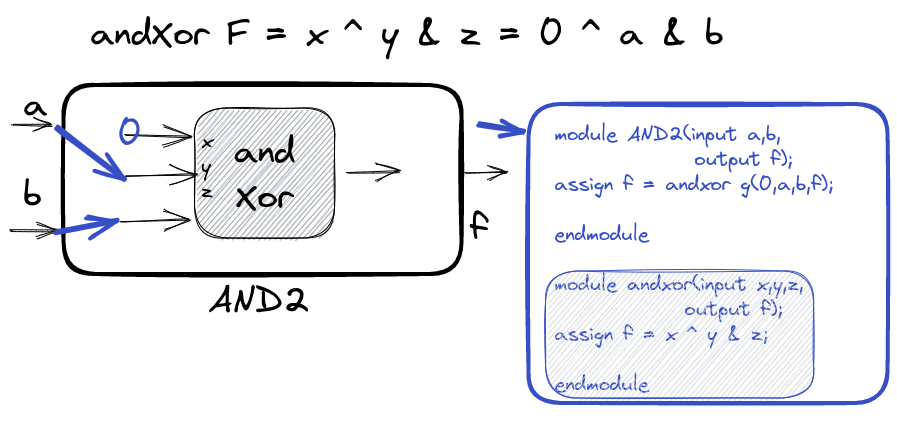 andXor F = x ^ y & z = 0 ^ a & b
a
b
0
x
y
z
and
Xor
f
AND2
module AND2(input a,b,
output f);
assign f = andxor g(0,a,b,f);
endmodule
module andxor(input x,y,z,
output f);
assign f = x ^ y & z;
endmodule